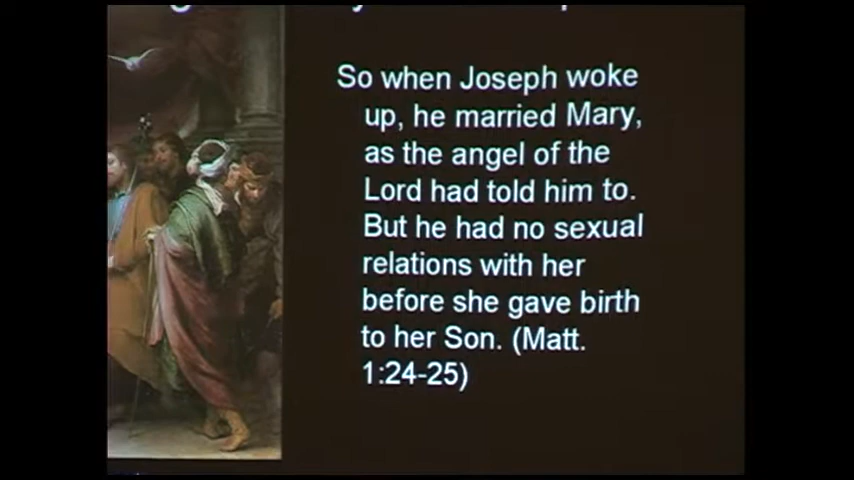 So when Joseph woke
up, he married Mary,
as the angel of the
Lord had told him to.
But he had no sexual
relations with her
before she gave birth
to her Son. (Matt.
1:24-25)